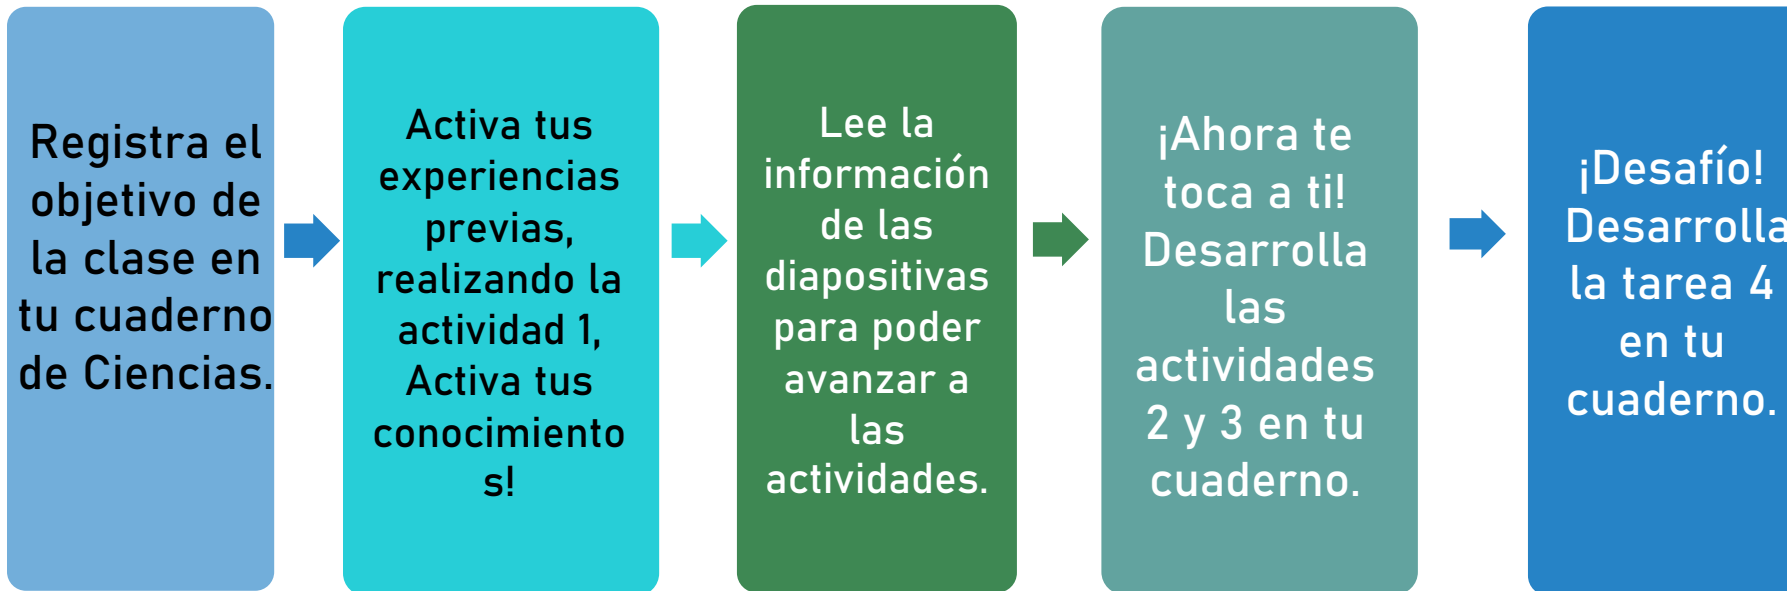 Registra el
objetivo de
la clase en
tu cuaderno
de Ciencias.
Activa tus
experiencias
previas,
realizando la
actividad 1,
Activa tus
conocimiento
s!
Lee la
información
de las
diapositivas
para poder
avanzar a
las
actividades.
¡Ahora te
toca a ti!
Desarrolla
las
actividades
2 y 3 en tu
cuaderno.
¡Desafío!
Desarrolla
la tarea 4
en tu
cuaderno.